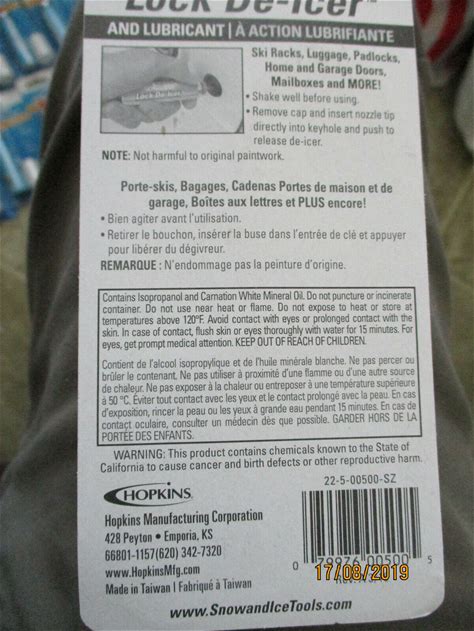 Lock De-Icer™
AND LUBRICANT | À ACTION LUBRIFIANTE
Lock De-Icer
Ski Racks, Luggage, Padlocks,
Home and Garage Doors,
Mailboxes and MORE!
• Shake well before using.
• Remove cap and insert nozzle tip
directly into keyhole and push to
release de-icer.
NOTE: Not harmful to original paintwork.
Porte-skis, Bagages, Cadenas Portes de maison et de
garage, Boîtes aux lettres et PLUS encore!
• Bien agiter avant l'utilisation.
• Retirer le bouchon, insérer la buse dans l'entrée de clé et appuyer
pour libérer du dégivreur.
REMARQUE : N'endommage pas la peinture d'origine.
Contains Isopropanol and Carnation White Mineral Oil. Do not puncture or incinerate
container. Do not use near heat or flame. Do not expose to heat or store at
temperatures above 120°F. Avoid contact with eyes or prolonged contact with the
skin. In case of contact, flush skin or eyes thoroughly with water for 15 minutes. For
eyes, get prompt medical attention. KEEP OUT OF REACH OF CHILDREN.
Contient de l'alcool isopropylique et de l'huile minérale blanche. Ne pas percer ou
brûler le contenant. Ne pas utiliser à proximité d'une flamme ou d'une autre source
de chaleur. Ne pas exposer à la chaleur ou entreposer à une température supérieure
à 50 °C. Éviter tout contact avec les yeux et le contact prolongé avec la peau. En cas
d'exposition, rincer la peau ou les yeux à grande eau pendant 15 minutes. En cas de
contact oculaire, consulter un médecin dès que possible. GARDER HORS DE LA
PORTÉE DES ENFANTS.
WARNING: This product contains chemicals known to the State of
California to cause cancer and birth defects or other reproductive harm.
HOPKINS
22-5-00500-SZ
Hopkins Manufacturing Corporation
428 Peyton • Emporia, KS
66801-1157(620) 342-7320
www.HopkinsMfg.com
Made in Taiwan | Fabriqué à Taiwan
0 79976 00500 5
17/08/2019
www.SnowandIceTools.com